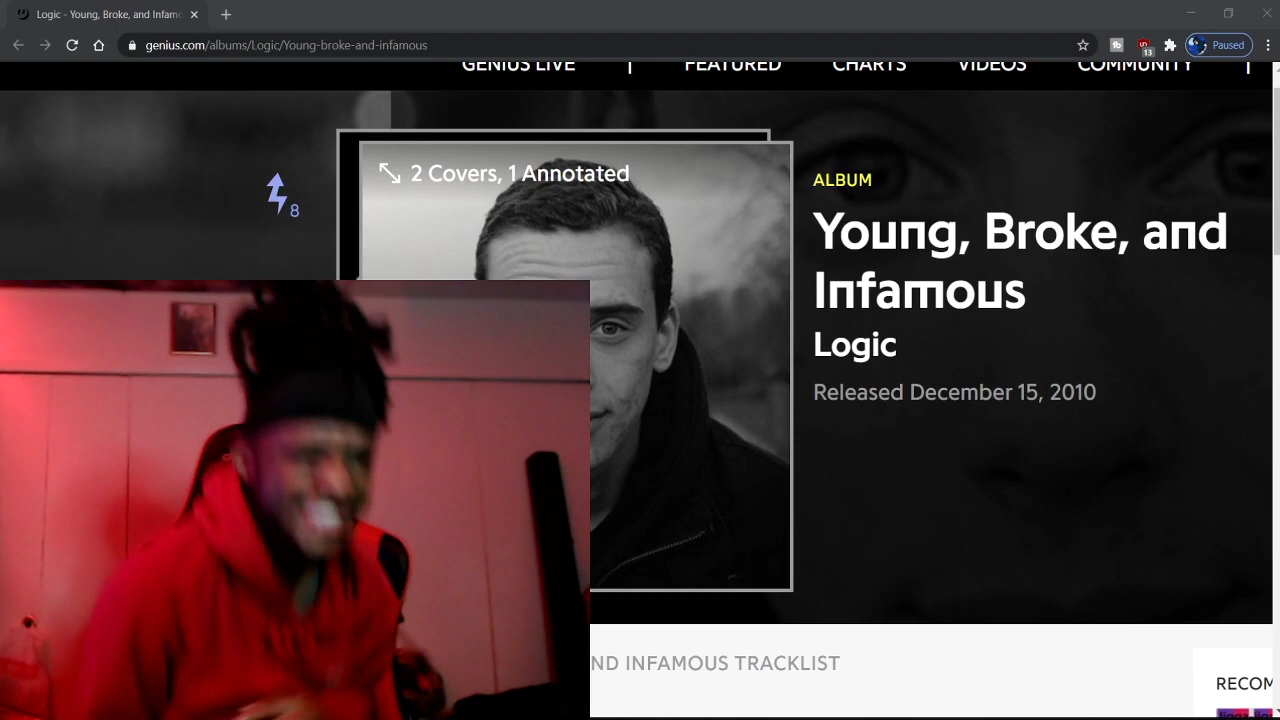 Logic - Young, Broke, and Infamo
genius.com/albums/Logic/Young-broke-and-infamous
13
Paused
GENIUS LIVE | FEATURED CHARTS VIDEOS COMMUNITY |
2 Covers, 1 Annotated
8
ALBUM
Young, Broke, and
Infamous
Logic
Released December 15, 2010
ND INFAMOUS TRACKLIST
RECOM